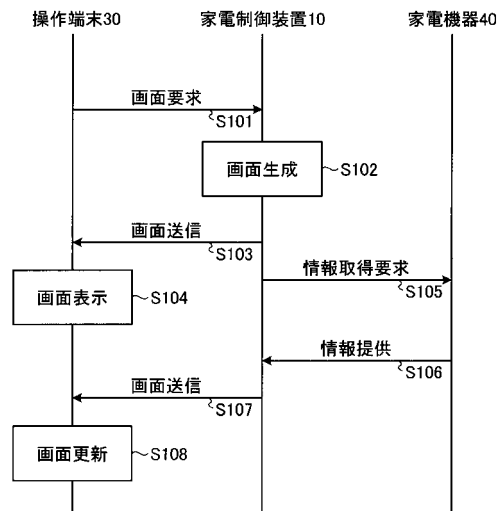 操作端末30 家電制御装置10 家電機器40
画面要求
S101
画面生成 S102
画面送信
S103
情報取得要求
S105
画面表示 S104
情報提供
S106
画面送信
S107
画面更新 S108